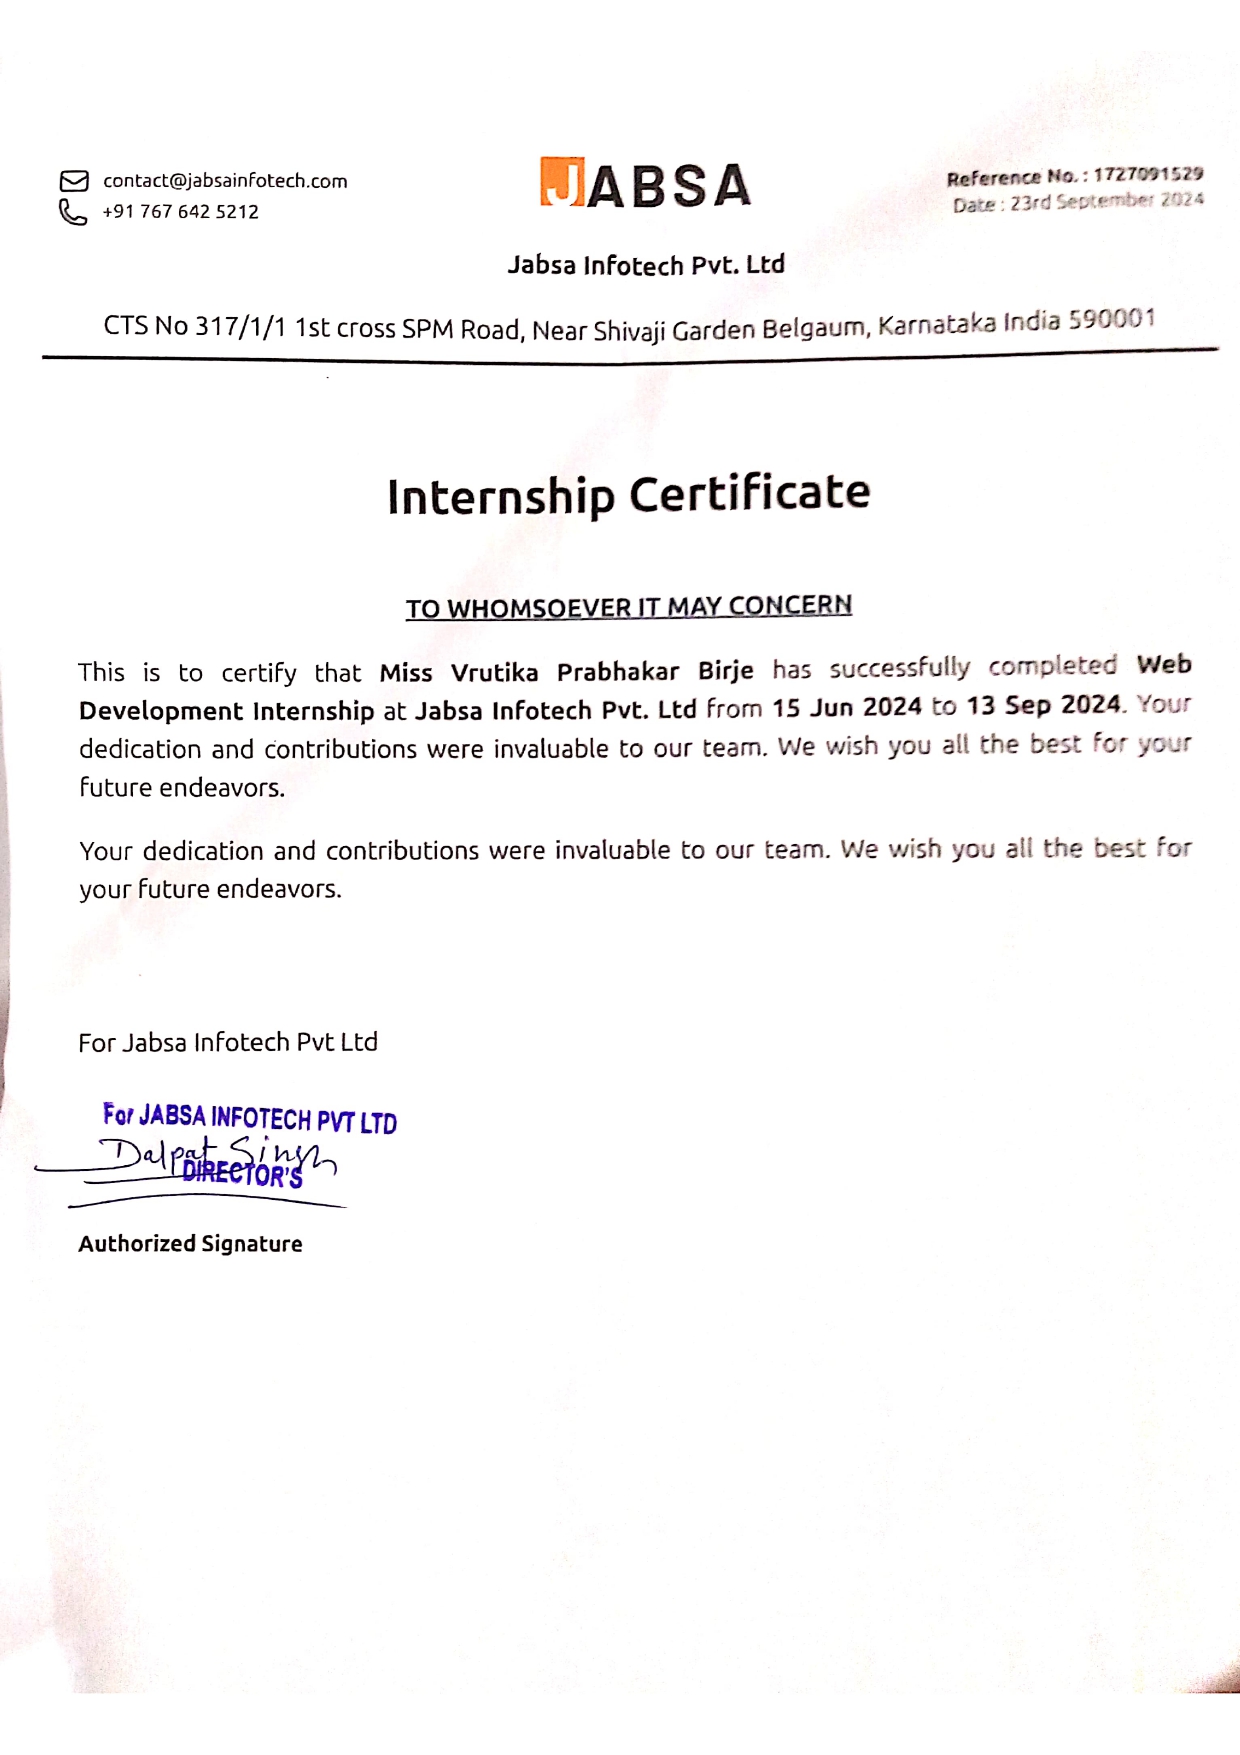 contact@jabsainfotech.com
+91 767 642 5212
JABSA
Reference No. : 1727091529
Date : 23rd September 2024
Jabsa Infotech Pvt. Ltd
CTS No 317/1/1 1st cross SPM Road, Near Shivaji Garden Belgaum, Karnataka India 590001
Internship Certificate
TO WHOMSOEVER IT MAY CONCERN
This is to certify that Miss Vrutika Prabhakar Birje has successfully completed Web
Development Internship at Jabsa Infotech Pvt. Ltd from 15 Jun 2024 to 13 Sep 2024. Your
dedication and contributions were invaluable to our team. We wish you all the best for your
future endeavors.
Your dedication and contributions were invaluable to our team. We wish you all the best for
your future endeavors.
For Jabsa Infotech Pvt Ltd
For JABSA INFOTECH PVT LTD
Dalpat Singh
DIRECTOR'S
Authorized Signature